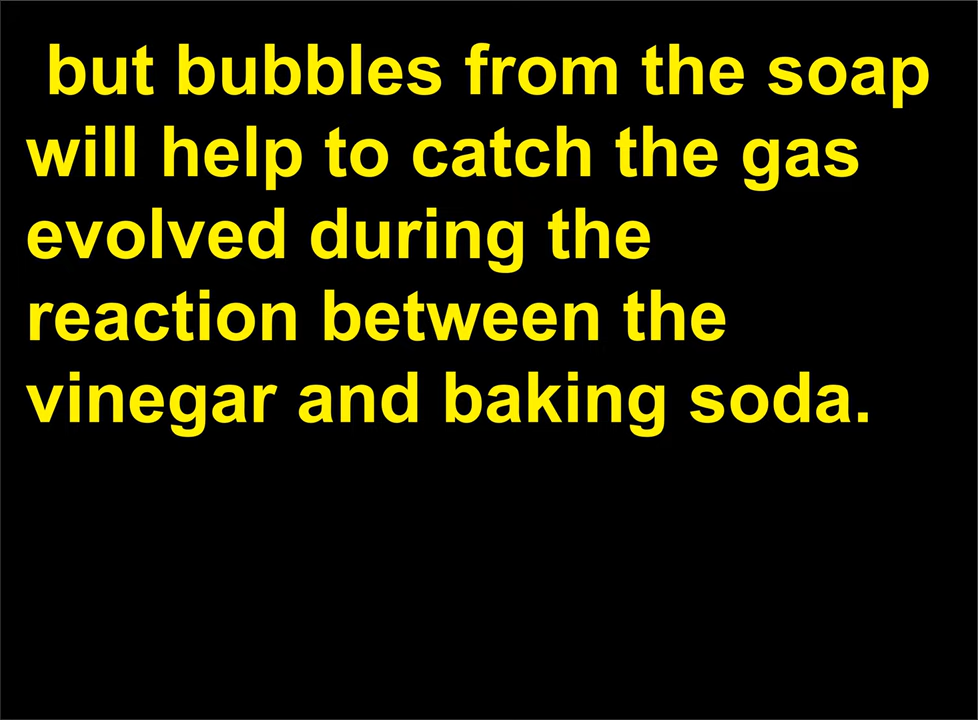 but bubbles from the soap
will help to catch the gas
evolved during the
reaction between the
vinegar and baking soda.